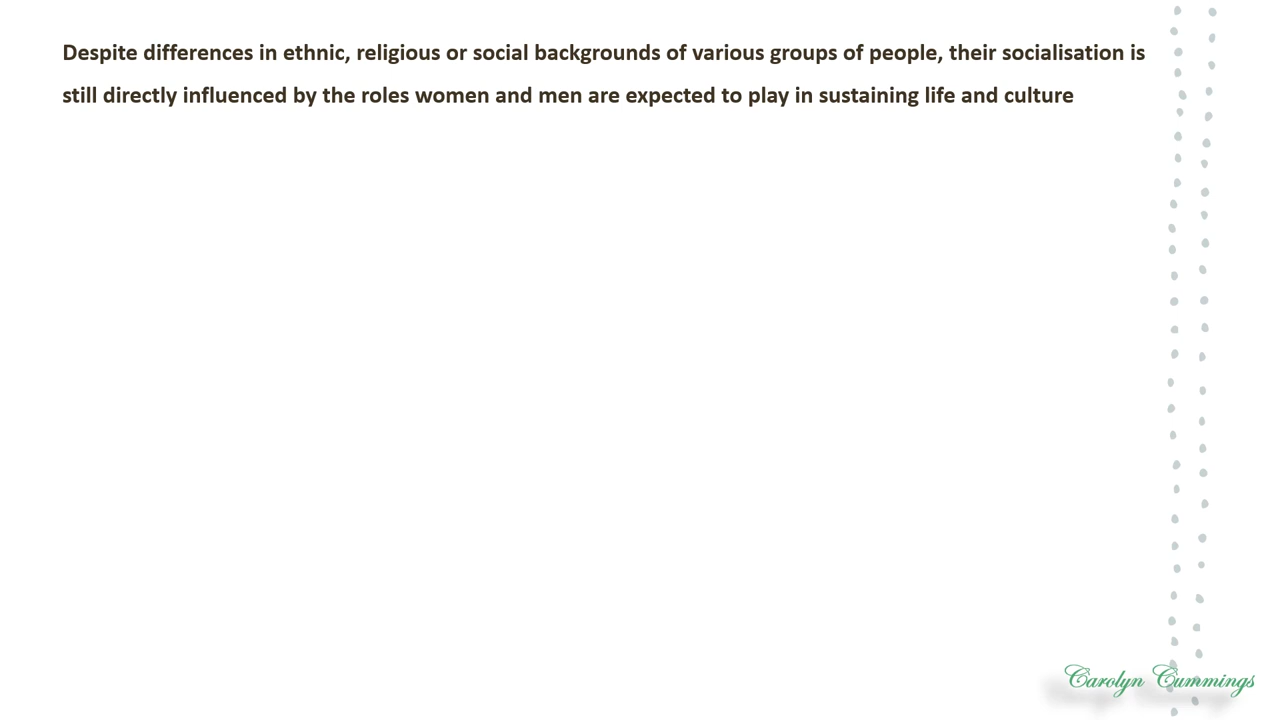 Despite differences in ethnic, religious or social backgrounds of various groups of people, their socialisation is
still directly influenced by the roles women and men are expected to play in sustaining life and culture
Carolyn Cummings